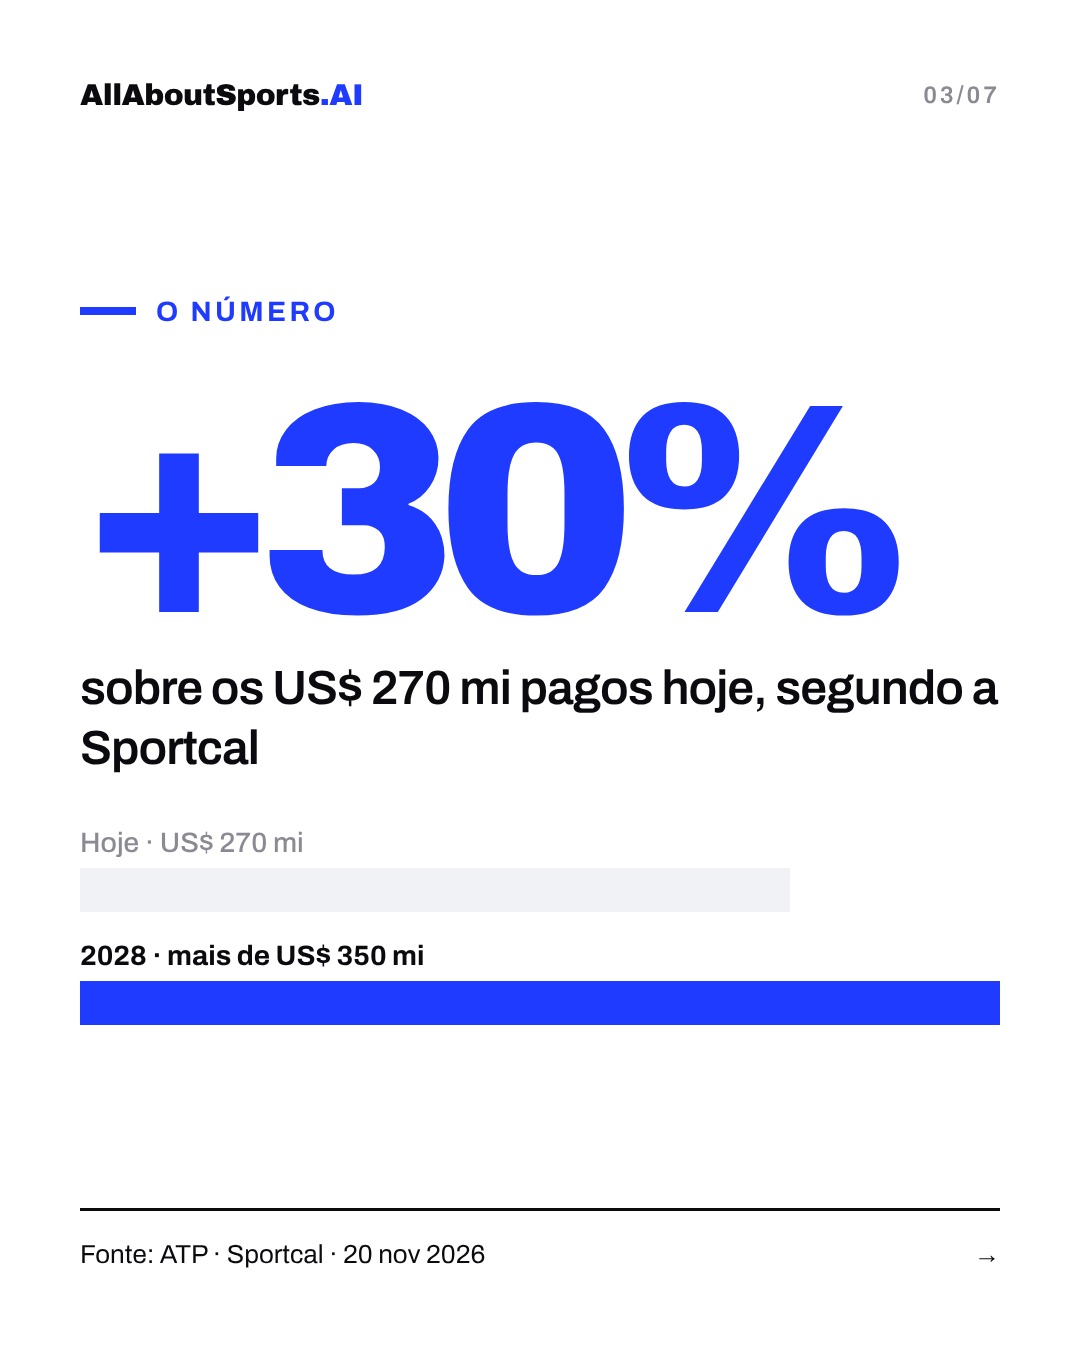 AllAboutSports.AI
03/07
O NÚMERO
+30%
sobre os US$ 270 mi pagos hoje, segundo a
Sportcal
Hoje · US$ 270 mi
2028 · mais de US$ 350 mi
Fonte: ATP · Sportcal · 20 nov 2026
→